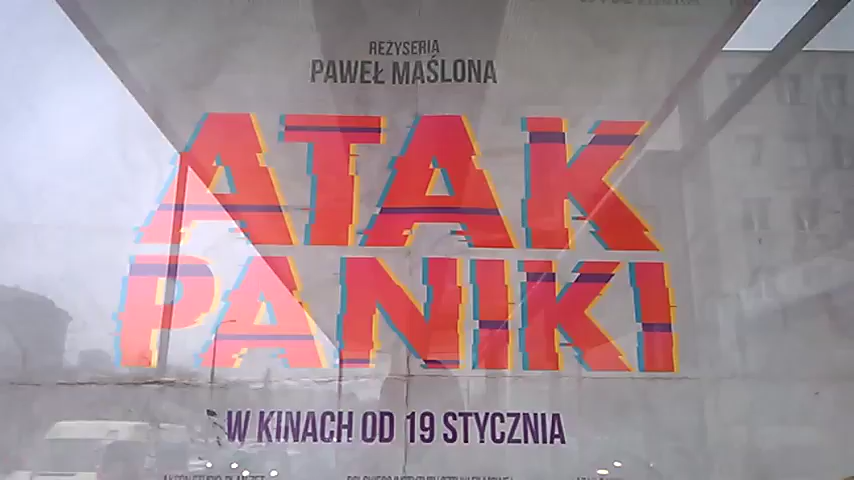 REŻYSERIA
PAWEŁ MAŚLONA
ATAK
PANIKI
W KINACH OD 19 STYCZNIA